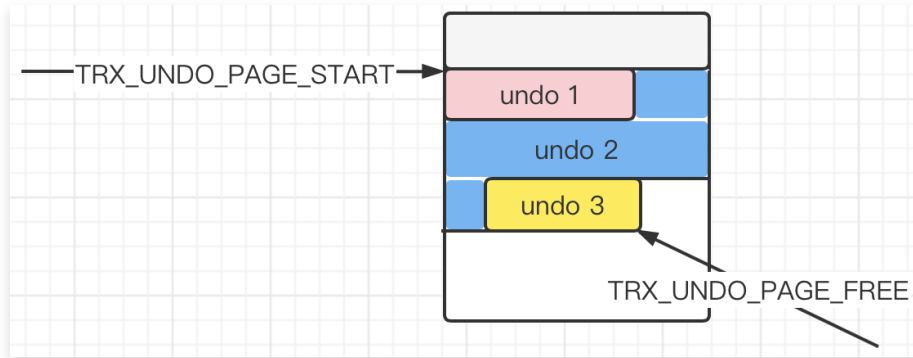 TRX_UNDO_PAGE_START
undo 1
undo 2
undo 3
TRX_UNDO_PAGE_FREE